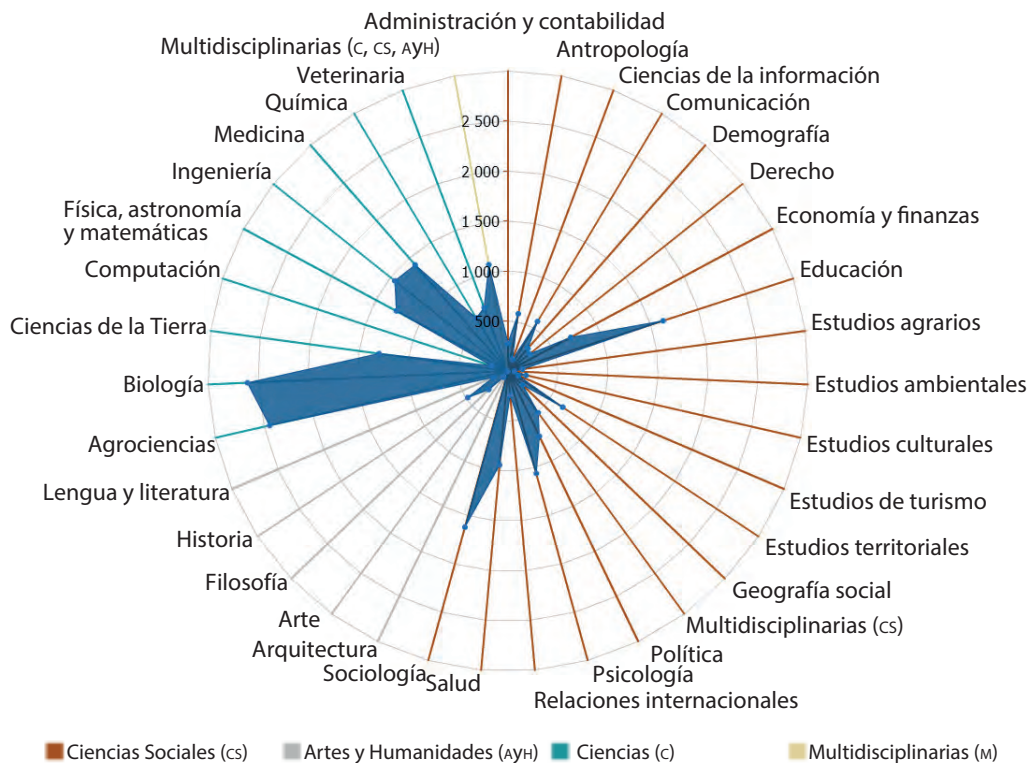 Administración y contabilidad
Antropología
Ciencias de la información
Comunicación
Demografía
Derecho
Economía y finanzas
Educación
Estudios agrarios
Estudios ambientales
Estudios culturales
Estudios de turismo
Estudios territoriales
Geografía social
Multidisciplinarias (CS)
Política
Psicología
Relaciones internacionales
Salud
Sociología
Arquitectura
Arte
Filosofía
Historia
Lengua y literatura
Agrociencias
Biología
Ciencias de la Tierra
Computación
Física, astronomía
y matemáticas
Ingeniería
Medicina
Química
Veterinaria
Multidisciplinarias (C, CS, AyH)
2 500
2 000
1 500
1 000
500
Ciencias Sociales (CS) Artes y Humanidades (AyH) Ciencias (C) Multidisciplinarias (M)